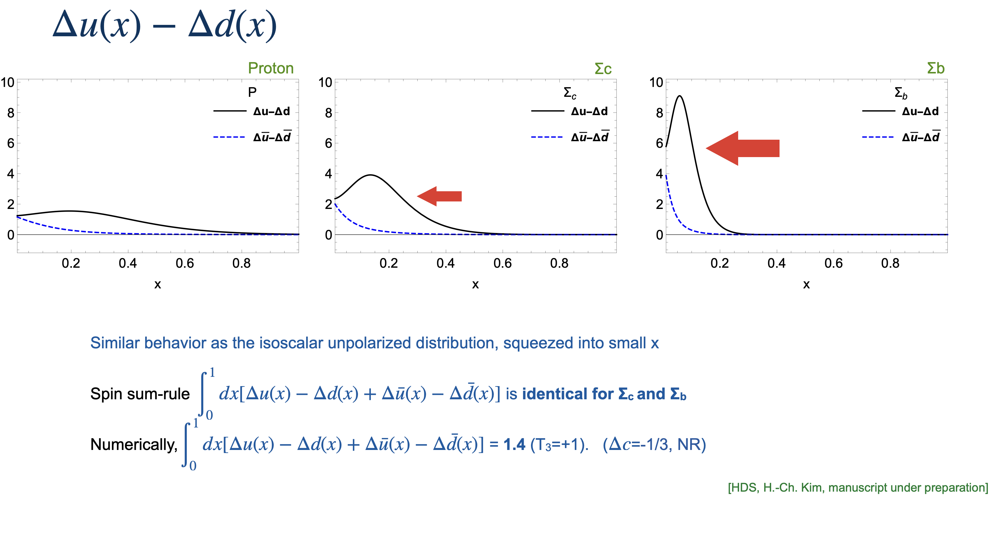 Δu(x) − Δd(x)
Proton
10
8
6
4
2
0
P
Δu–Δd
Δu̅–Δd̅
0.2 0.4 0.6 0.8
x
Σc
10
8
6
4
2
0
Σc
Δu–Δd
Δu̅–Δd̅
0.2 0.4 0.6 0.8
x
Σb
10
8
6
4
2
0
Σb
Δu–Δd
Δu̅–Δd̅
0.2 0.4 0.6 0.8
x
Similar behavior as the isoscalar unpolarized distribution, squeezed into small x
Spin sum-rule ∫₀¹ dx[Δu(x) − Δd(x) + Δū(x) − Δd̄(x)] is identical for Σc and Σb
Numerically, ∫₀¹ dx[Δu(x) − Δd(x) + Δū(x) − Δd̄(x)] = 1.4 (T₃=+1). (Δc=-1/3, NR)
[HDS, H.-Ch. Kim, manuscript under preparation]